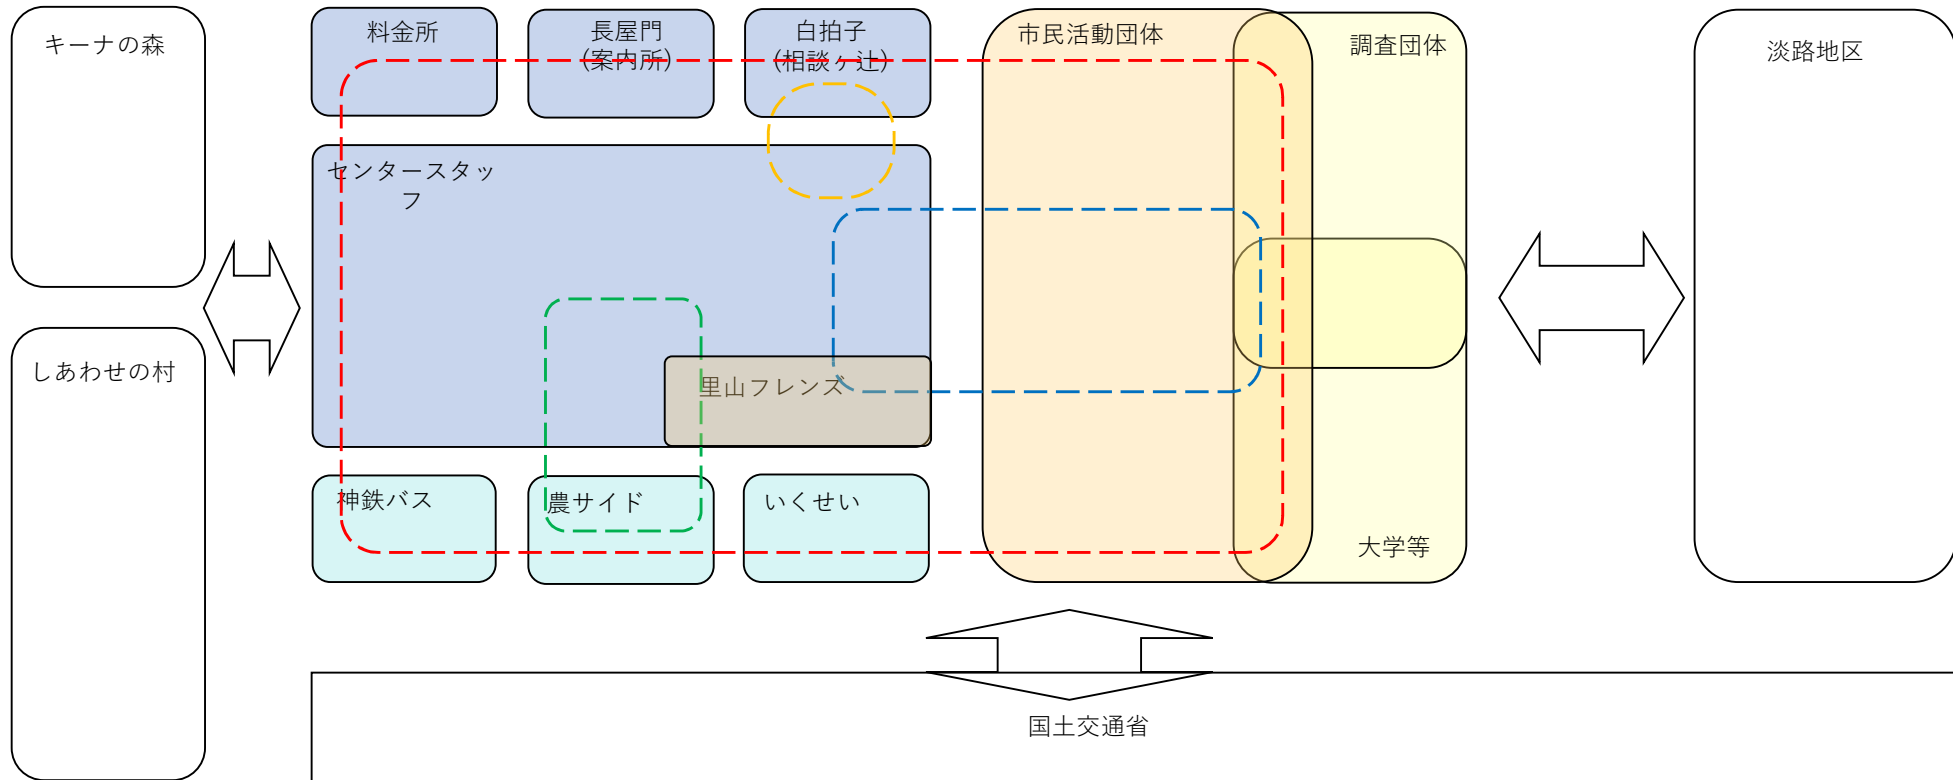 キーナの森
料金所
長屋門
(案内所)
白拍子
(相談ヶ辻)
市民活動団体
調査団体
淡路地区
センタースタッ
フ
しあわせの村
里山フレンズ
神鉄バス
農サイド
いくせい
大学等
国土交通省